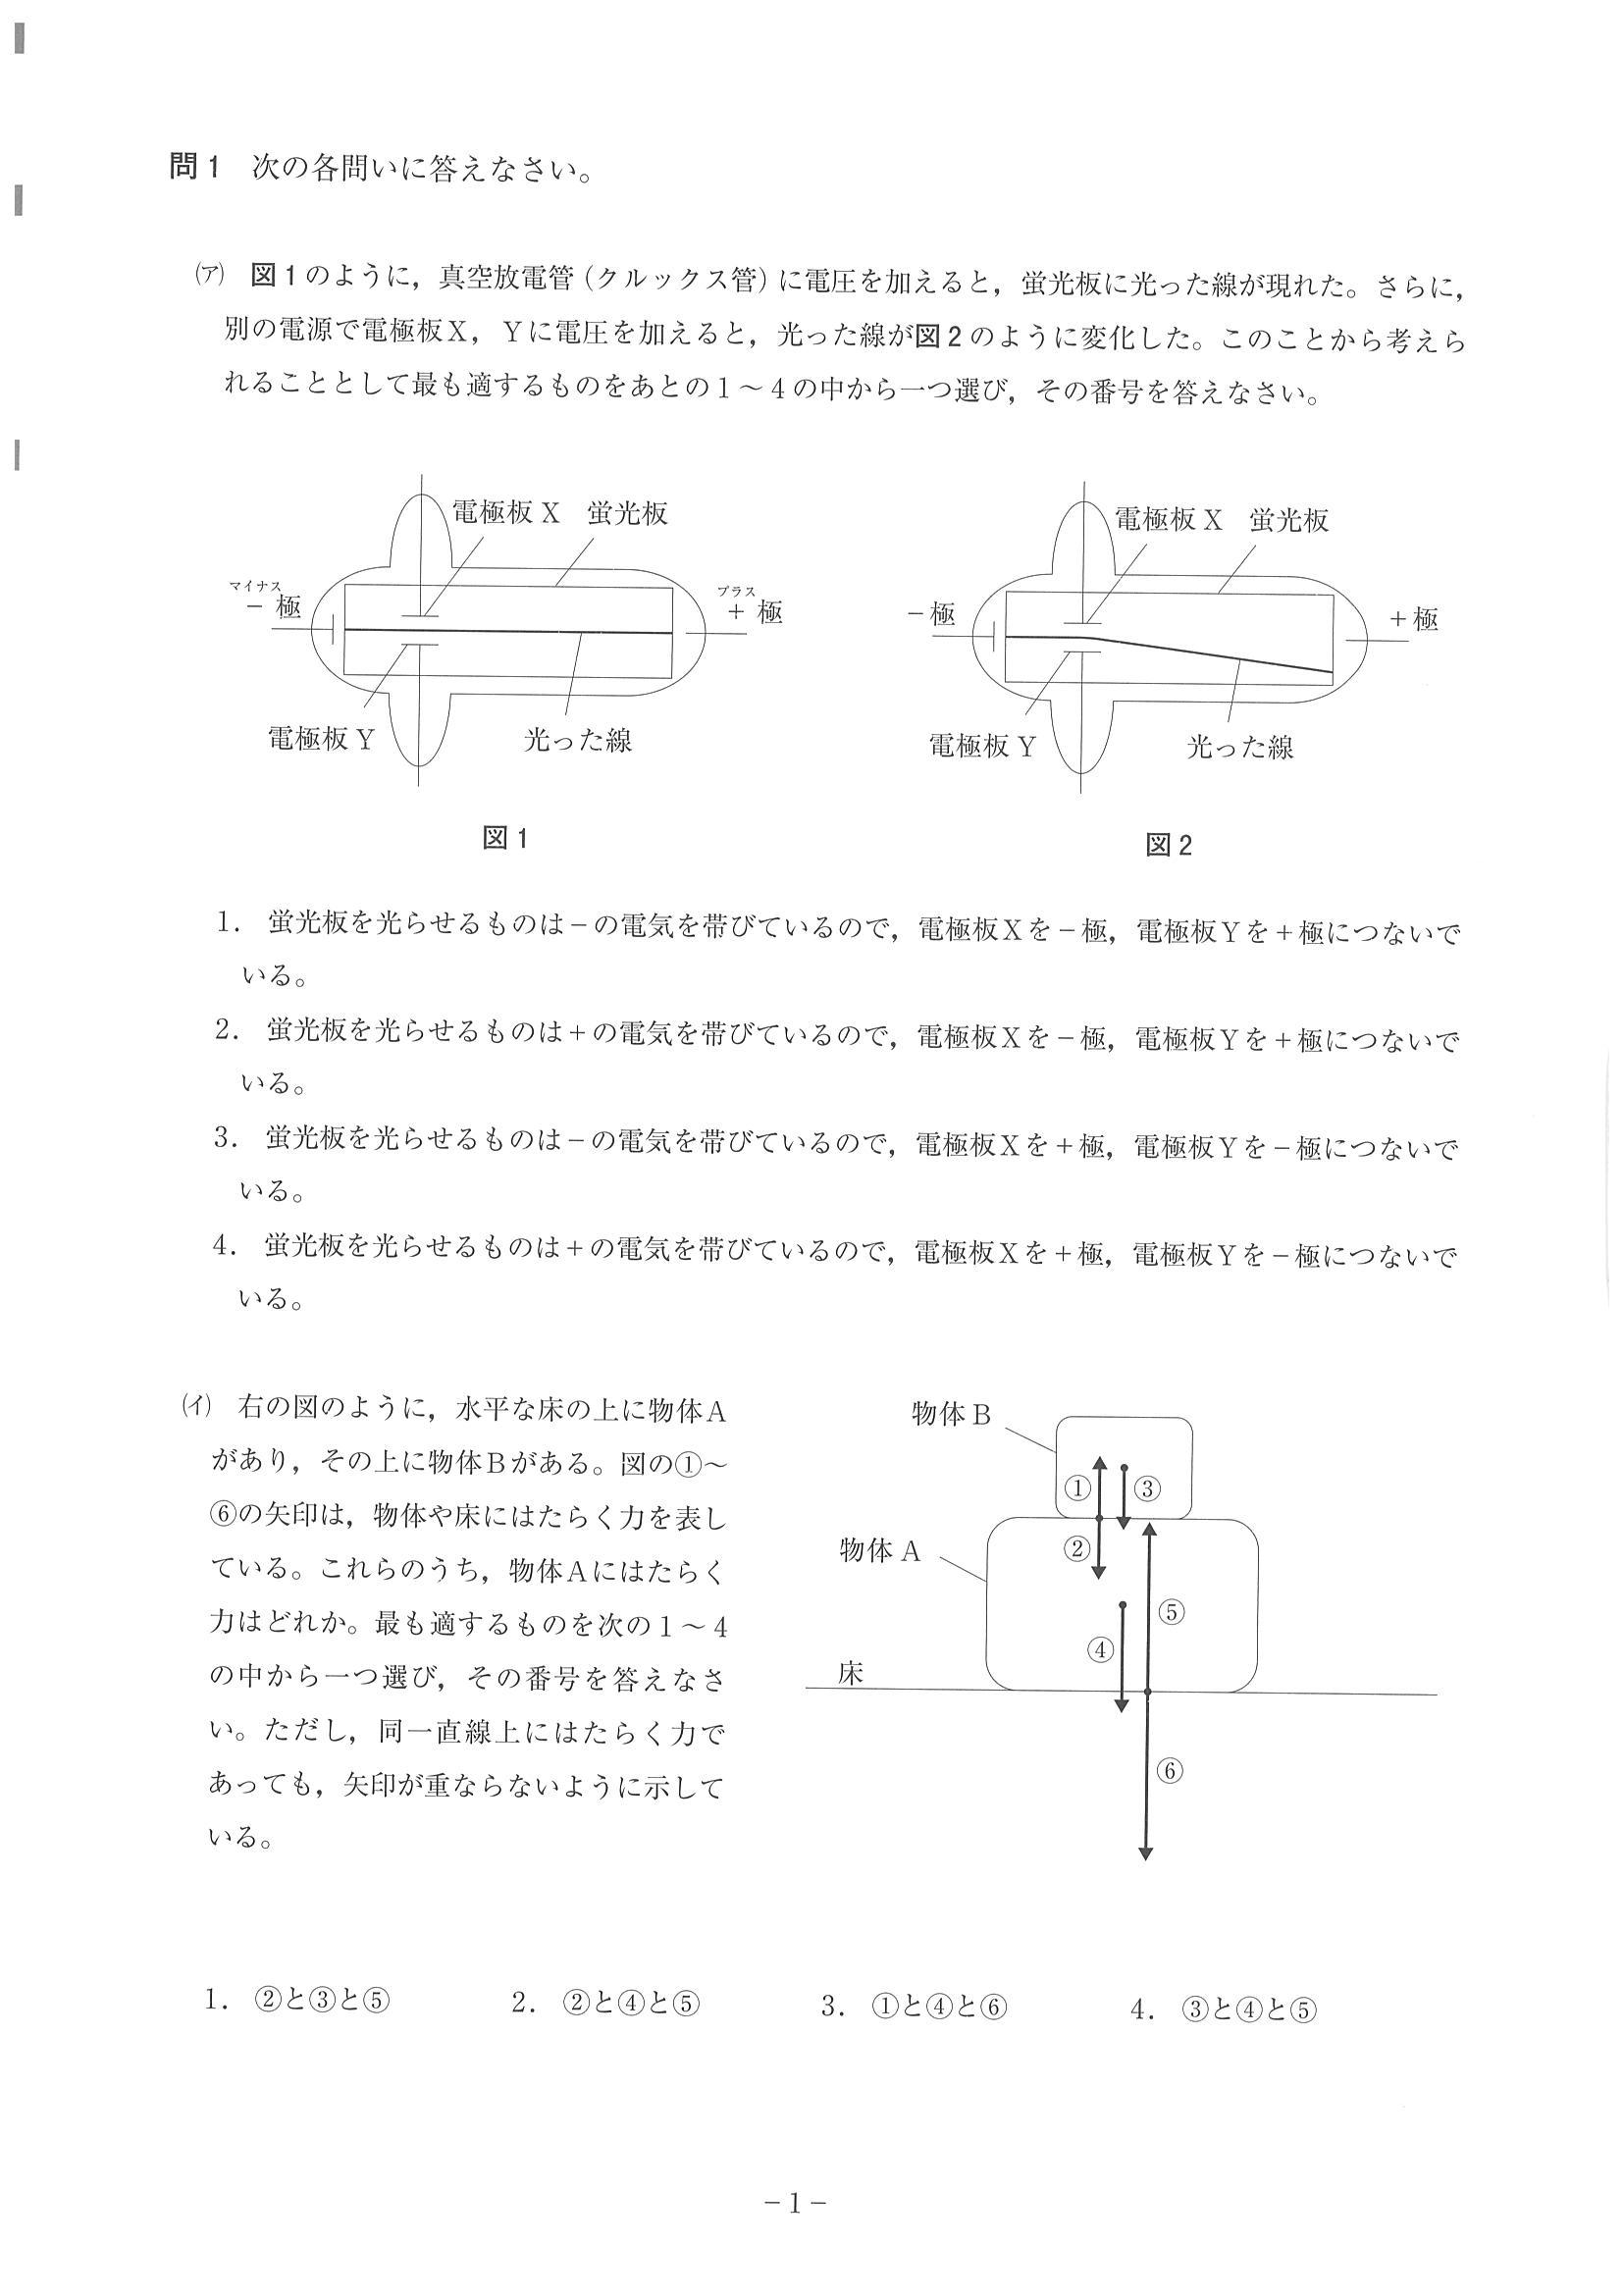 問1　次の各問いに答えなさい。
(ア)　図1のように，真空放電管（クルックス管）に電圧を加えると，蛍光板に光った線が現れた。さらに，
別の電源で電極板X，Yに電圧を加えると，光った線が図2のように変化した。このことから考えら
れることとして最も適するものをあとの1～4の中から一つ選び，その番号を答えなさい。
電極板X　蛍光板
マイナス
－極
プラス
＋極
電極板Y
光った線
図1
電極板X　蛍光板
－極
＋極
電極板Y
光った線
図2
1．蛍光板を光らせるものは－の電気を帯びているので，電極板Xを－極，電極板Yを＋極につないで
いる。
2．蛍光板を光らせるものは＋の電気を帯びているので，電極板Xを－極，電極板Yを＋極につないで
いる。
3．蛍光板を光らせるものは－の電気を帯びているので，電極板Xを＋極，電極板Yを－極につないで
いる。
4．蛍光板を光らせるものは＋の電気を帯びているので，電極板Xを＋極，電極板Yを－極につないで
いる。
(イ)　右の図のように，水平な床の上に物体A
があり，その上に物体Bがある。図の①～
⑥の矢印は，物体や床にはたらく力を表し
ている。これらのうち，物体Aにはたらく
力はどれか。最も適するものを次の1～4
の中から一つ選び，その番号を答えなさ
い。ただし，同一直線上にはたらく力で
あっても，矢印が重ならないように示して
いる。
物体B
①
③
物体A
②
⑤
④
床
⑥
1．②と③と⑤　2．②と④と⑤　3．①と④と⑥　4．③と④と⑤
－1－